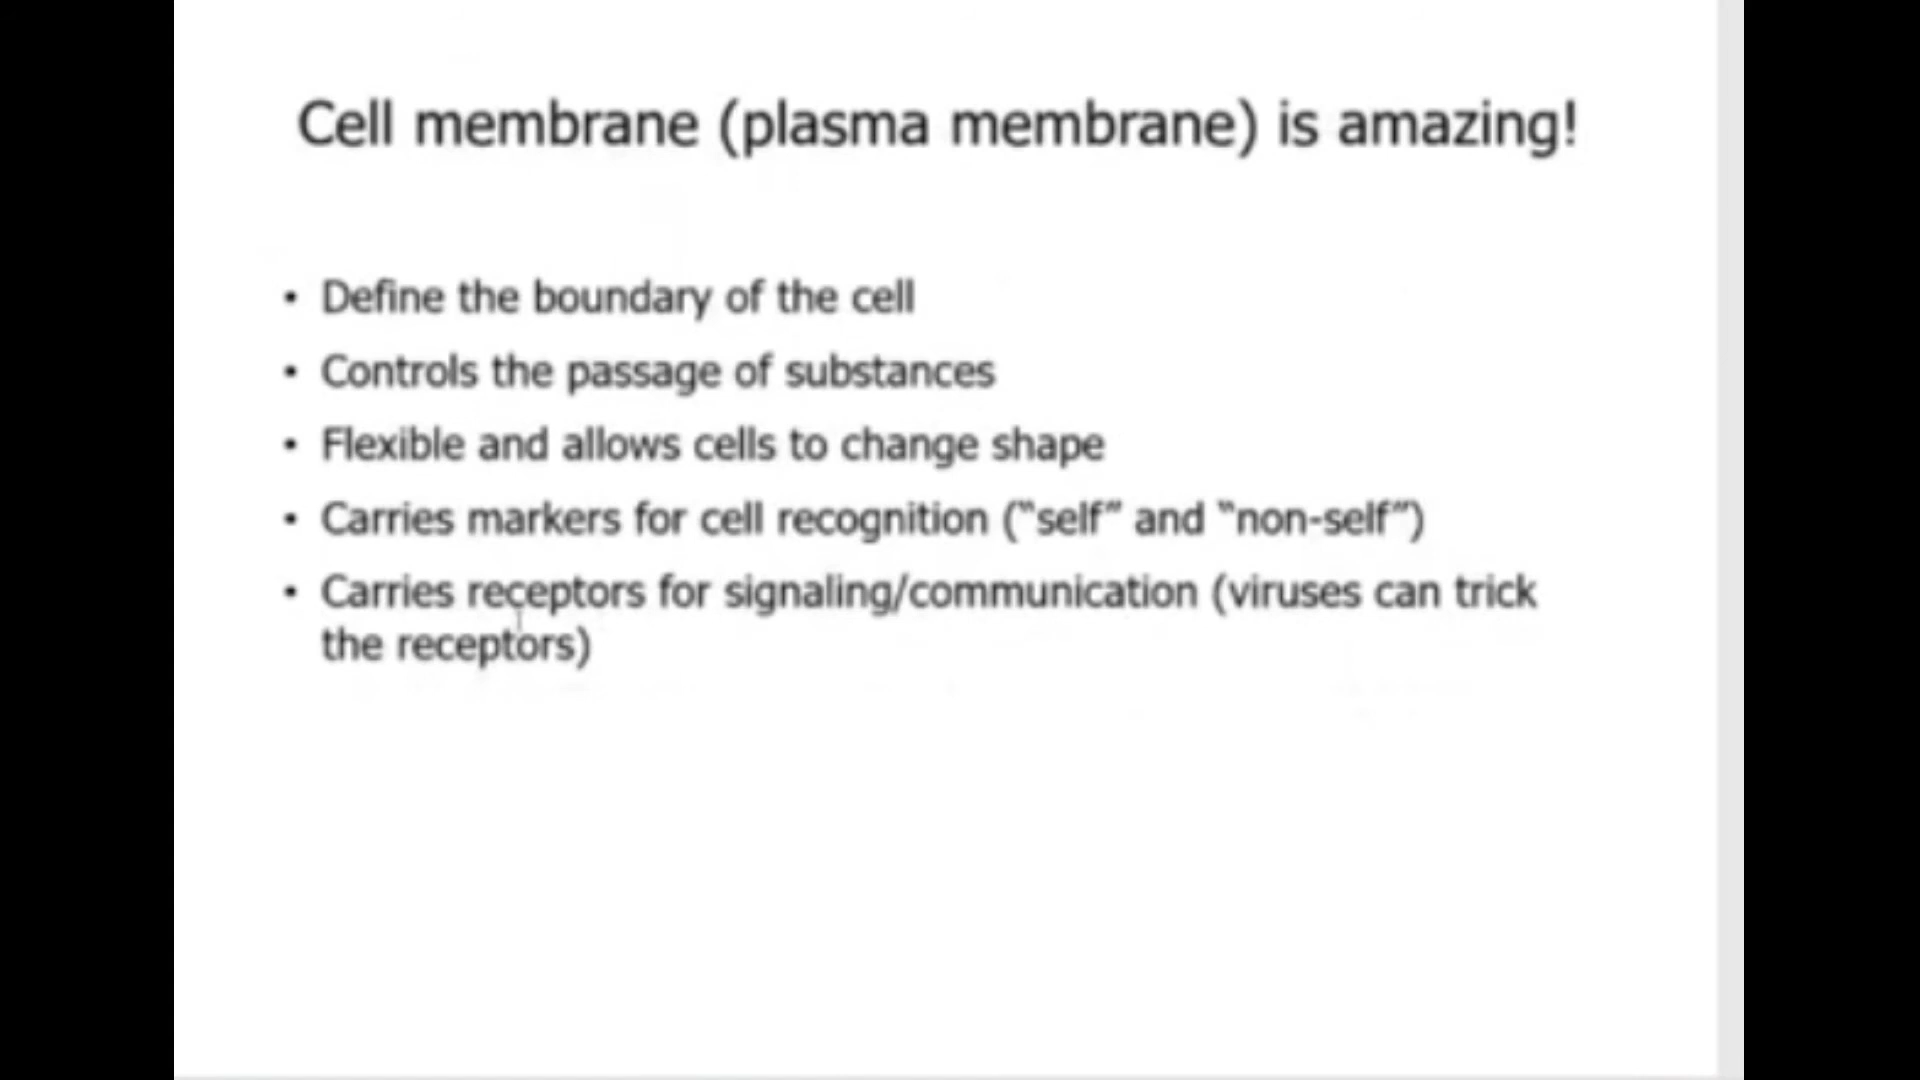 Cell membrane (plasma membrane) is amazing!
• Define the boundary of the cell
• Controls the passage of substances
• Flexible and allows cells to change shape
• Carries markers for cell recognition (“self” and “non-self”)
• Carries receptors for signaling/communication (viruses can trick
the receptors)